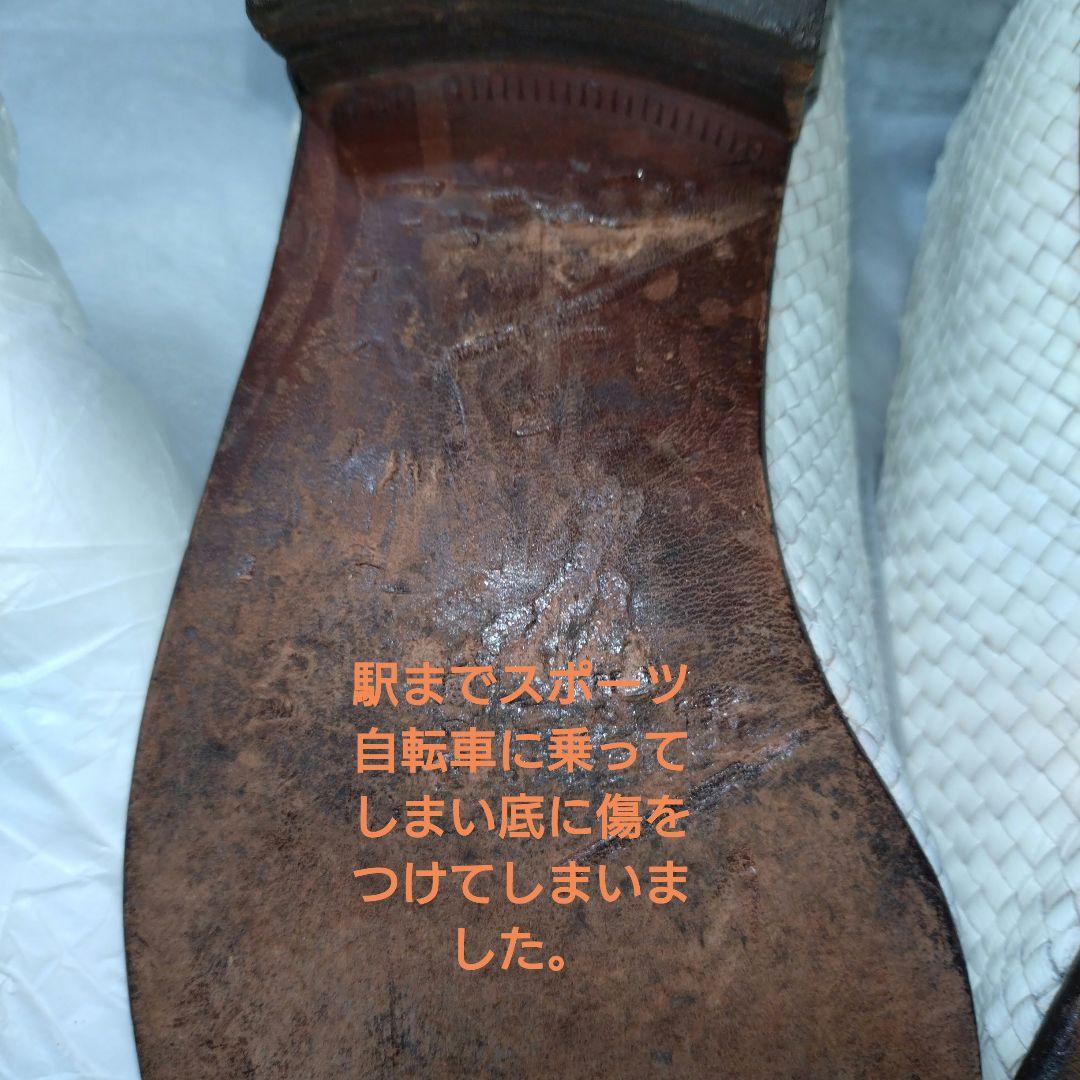 駅までスポーツ
自転車に乗って
しまい底に傷を
つけてしまいま
した。